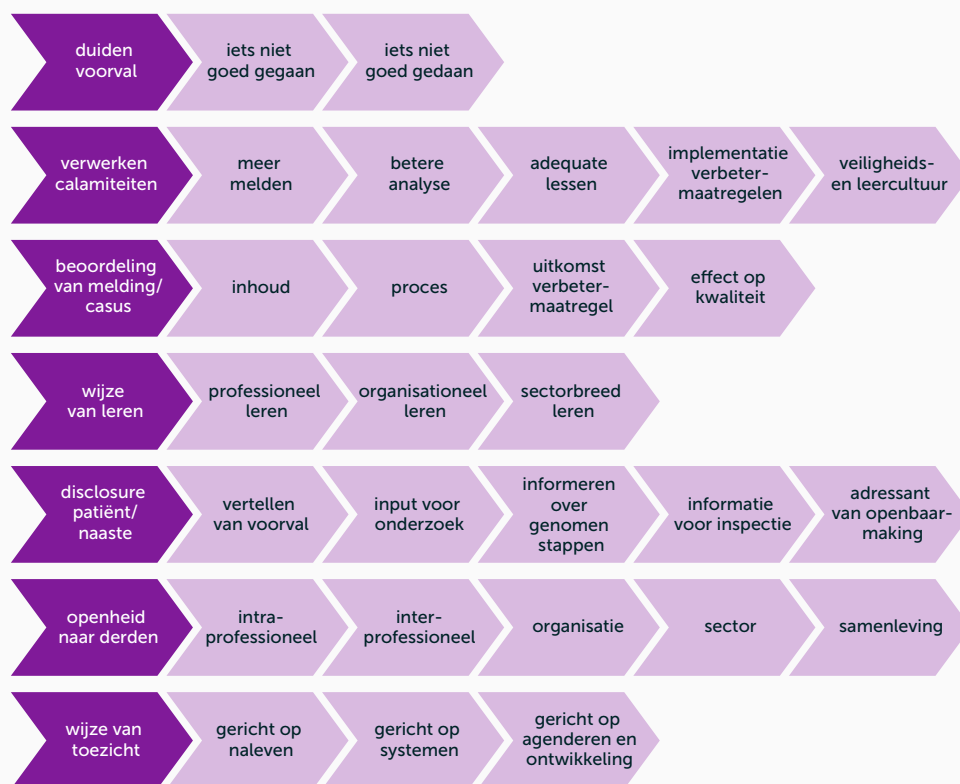 duiden
voorval
iets niet
goed gegaan
iets niet
goed gedaan
verwerken
calamiteiten
meer
melden
betere
analyse
adequate
lessen
implementatie
verbeter-
maatregelen
veiligheids-
en leercultuur
beoordeling
van melding/
casus
inhoud
proces
uitkomst
verbeter-
maatregel
effect op
kwaliteit
wijze
van leren
professioneel
leren
organisationeel
leren
sectorbreed
leren
disclosure
patiënt/
naaste
vertellen
van voorval
input voor
onderzoek
informeren
over
genomen
stappen
informatie
voor inspectie
adressant
van openbaar-
making
openheid
naar derden
intra-
professioneel
inter-
professioneel
organisatie
sector
samenleving
wijze van
toezicht
gericht op
naleven
gericht op
systemen
gericht op
agenderen en
ontwikkeling